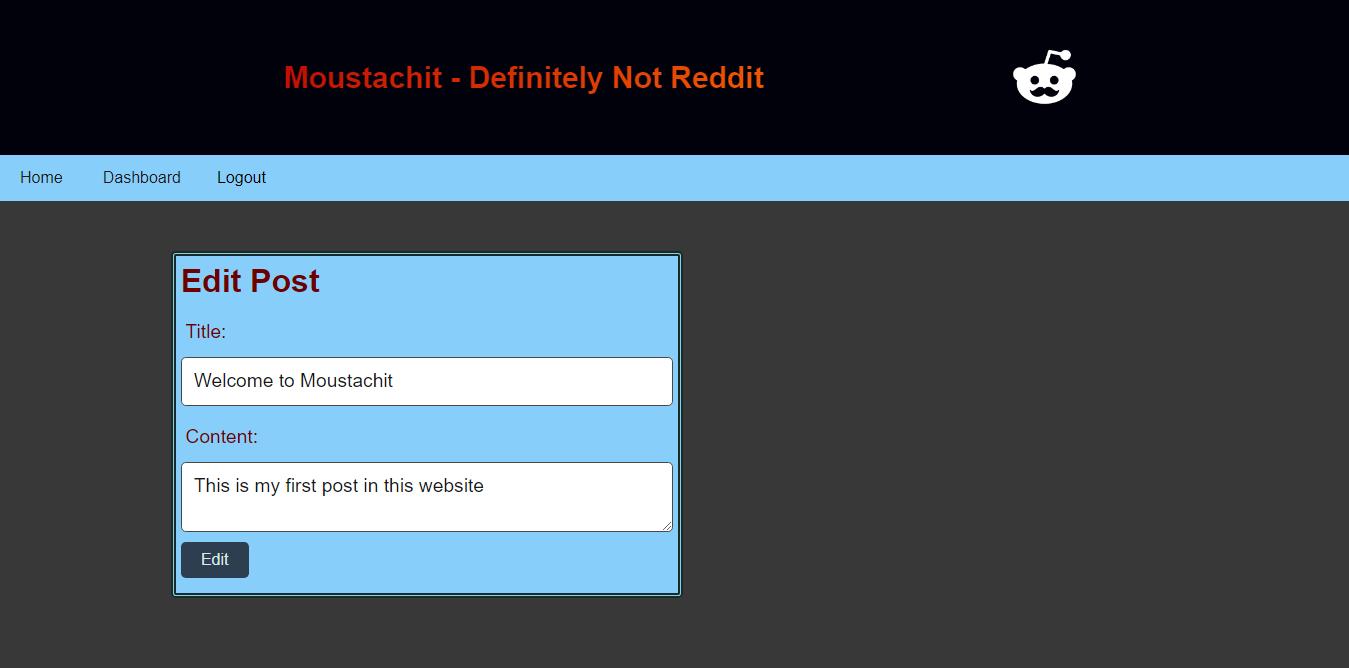 Moustachit - Definitely Not Reddit
Home Dashboard Logout
Edit Post
Title:
Welcome to Moustachit
Content:
This is my first post in this website
Edit